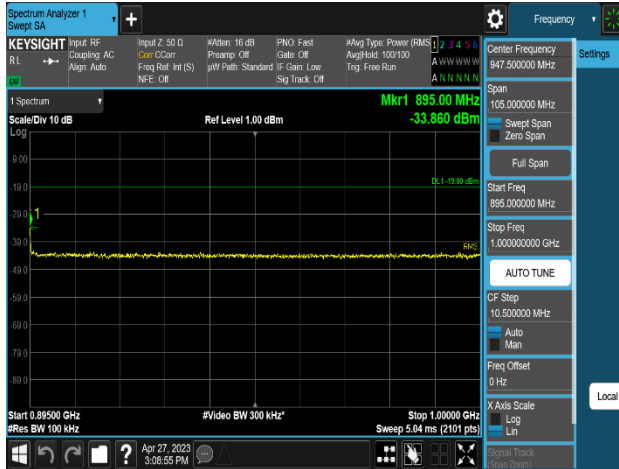 Spectrum Analyzer 1
Swept SA
+
Frequency
KEYSIGHT
RL
Input: RF
Coupling: AC
Align: Auto
Input Z: 50 Ω
Corr CCorr
Freq Ref: Int (S)
NFE: Off
#Atten: 16 dB
Preamp: Off
µW Path: Standard
PNO: Fast
Gate: Off
IF Gain: Low
Sig Track: Off
#Avg Type: Power (RMS
Avg|Hold: 100/100
Trig: Free Run
1 2 3 4 5 6
A W W W W W
A N N N N N
1 Spectrum
Scale/Div 10 dB
Log
Ref Level 1.00 dBm
Mkr1 895.00 MHz
-33.860 dBm
-9.00
-19.0
-29.0
-39.0
-49.0
-59.0
-69.0
-79.0
-89.0
DL1 -19.00 dBm
1
RMS
Start 0.89500 GHz
#Res BW 100 kHz
#Video BW 300 kHz*
Stop 1.00000 GHz
Sweep 5.04 ms (2101 pts)
?
Apr 27, 2023
3:08:55 PM
Center Frequency
947.500000 MHz
Span
105.000000 MHz
Swept Span
Zero Span
Full Span
Start Freq
895.000000 MHz
Stop Freq
1.000000000 GHz
AUTO TUNE
CF Step
10.500000 MHz
Auto
Man
Freq Offset
0 Hz
X Axis Scale
Log
Lin
Signal Track
(Span Zoom)
Settings
Local